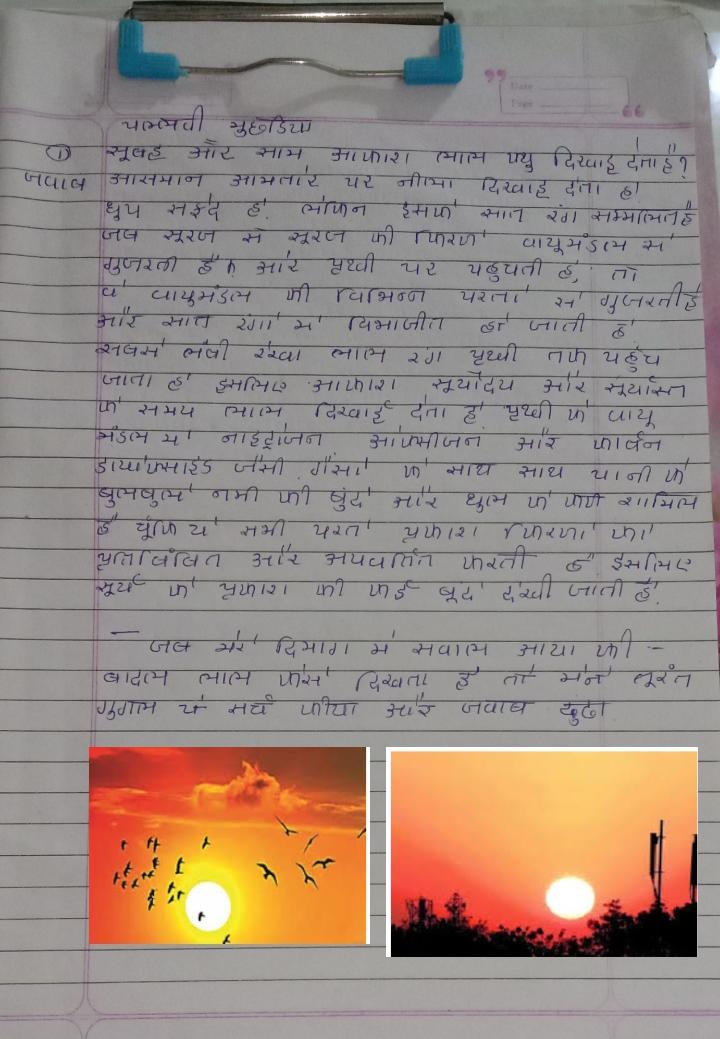 Date
Page
① सूबह और साम आकाश लाल क्यु दिखाई देता है?
जवाब आसमान आमतौर पर नीला दिखाई देता है
धुप सफेद है. लेकिन इसके सात रंग सम्मलित है
जब सूरज से सूरज की किरणे वायूमंडल से
गुजरती है और पृथ्वी पर पहुचती है, तो
वे वायूमंडल की विभिन्न परतो से गुजरती है
और सात रंगो मे विभाजीत हो जाती है
सबसे लंबी रेखा लाल रंग पृथ्वी तक पहुंच
जाता है इसलिए आकाश सूर्योदय और सूर्यास्त
के समय लाल दिखाई देता है पृथ्वी के वायू
मंडल मे नाइट्रोजन ओक्सीजन और कार्बन
डायोक्साइड जैसी गैसो के साथ साथ पानी के
बुलबुले नमी की बुंदे और धुल के कण शामिल
है चूंकि ये सभी परते प्रकाश किरणो को
प्रतिबिंबित और अपवर्तित करती है इसलिए
सूर्य के प्रकाश की कई बूंदे देखी जाती है.
— जब मेरे दिमाग मे सवाल आया की -
बादल लाल कैसे दिखता है तो मेने तूरंत
गुगल पे सर्च कीया और जवाब ढुंढा